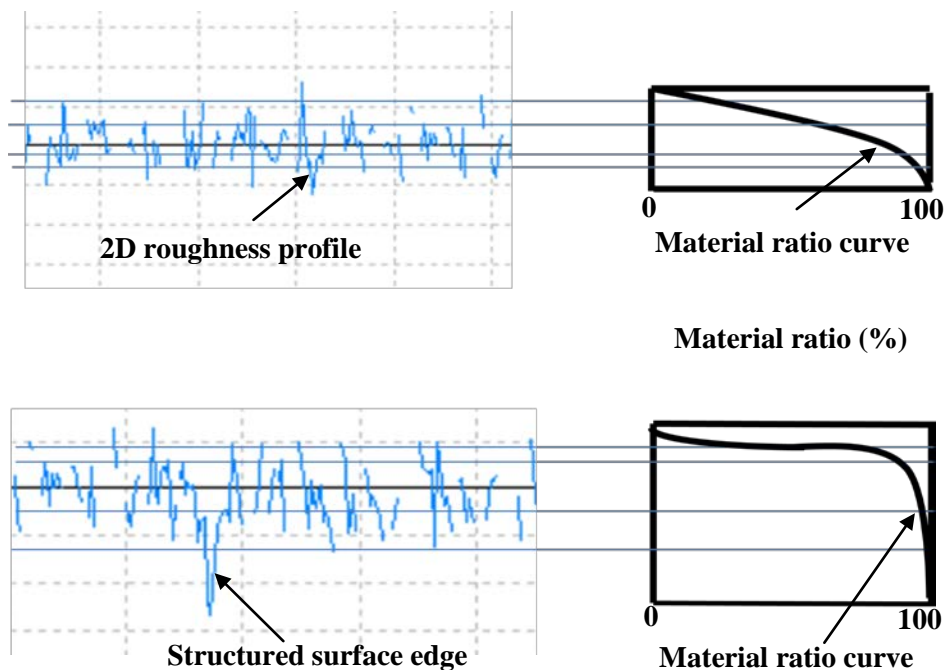 0
100
2D roughness profile
Material ratio curve
Material ratio (%)
0
100
Structured surface edge
Material ratio curve